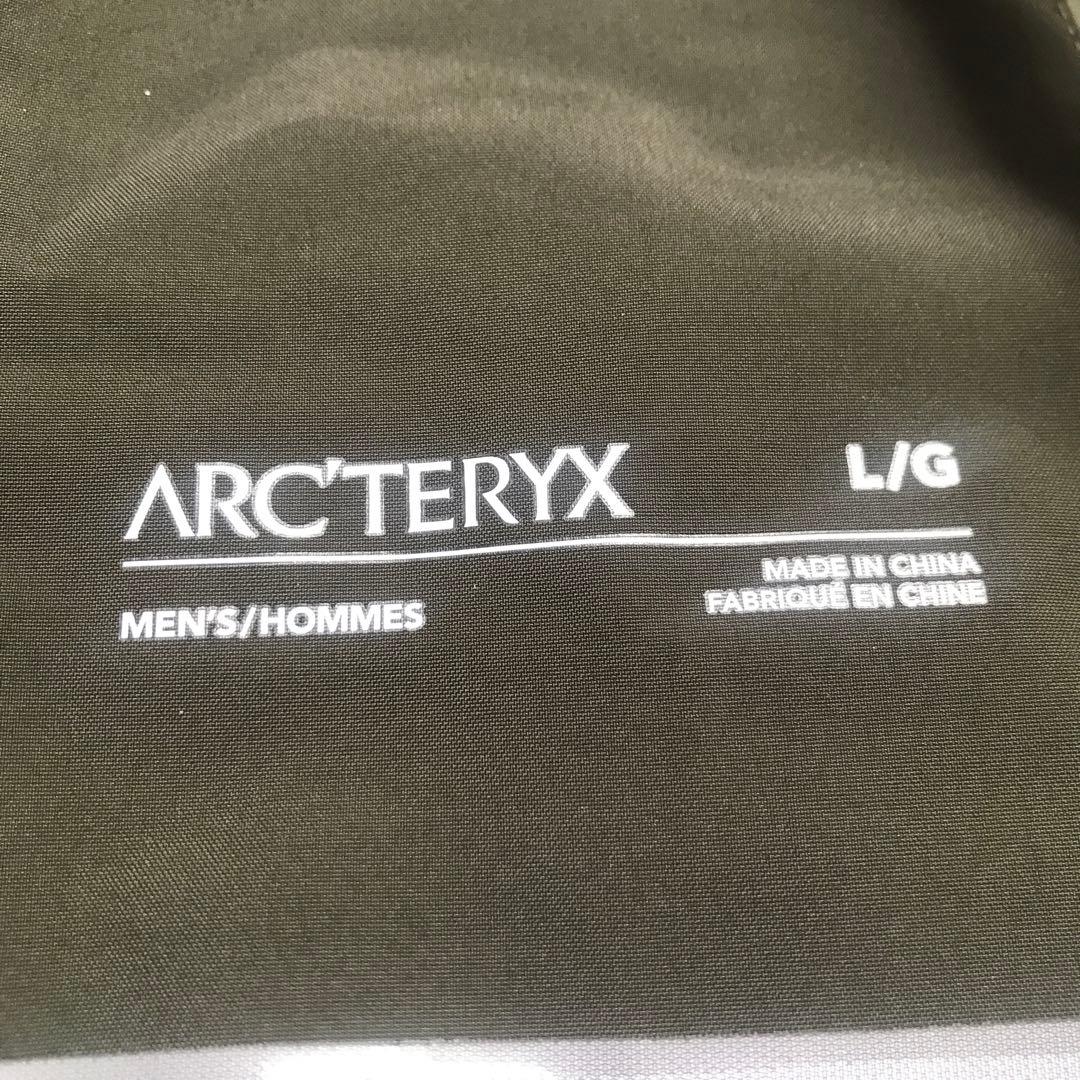 ARC'TERYX L/G
MEN'S/HOMMES
MADE IN CHINA
FABRIQUÉ EN CHINE